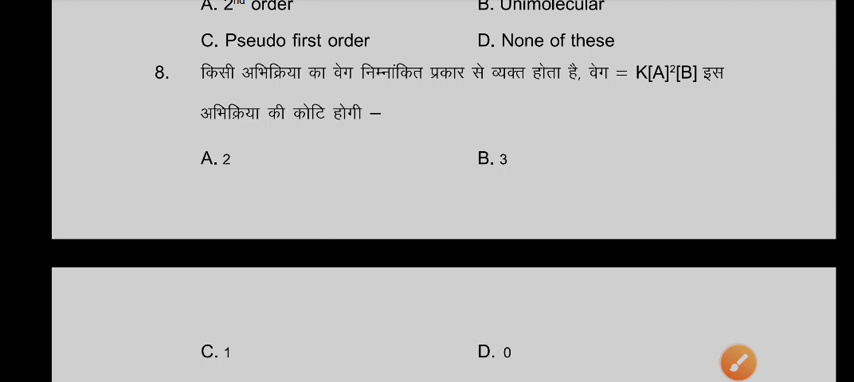 A. 2nd order B. Unimolecular
C. Pseudo first order D. None of these
8. किसी अभिक्रिया का वेग निम्नांकित प्रकार से व्यक्त होता है, वेग = K[A]²[B] इस
अभिक्रिया की कोटि होगी –
A. 2 B. 3
C. 1 D. 0